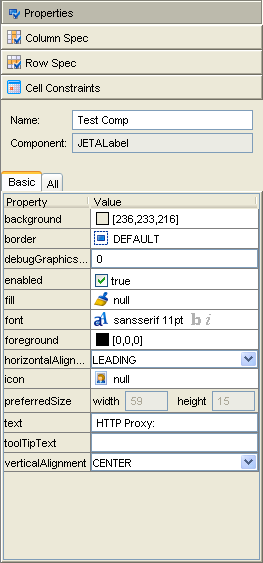 Properties
Column Spec
Row Spec
Cell Constraints
Name: Test Comp
Component: JETALabel
Basic All
Property Value
background [236,233,216]
border DEFAULT
debugGraphics... 0
enabled true
fill null
font sansserif 11pt b i
foreground [0,0,0]
horizontalAlign... LEADING
icon null
preferredSize width 59 height 15
text HTTP Proxy:
toolTipText
verticalAlignment CENTER